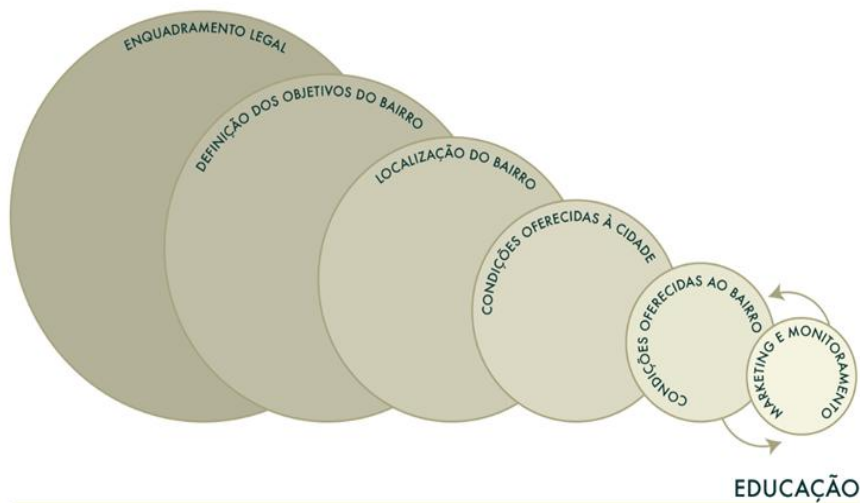 ENQUADRAMENTO LEGAL
DEFINIÇÃO DOS OBJETIVOS DO BAIRRO
LOCALIZAÇÃO DO BAIRRO
CONDIÇÕES OFERECIDAS À CIDADE
CONDIÇÕES OFERECIDAS AO BAIRRO
MARKETING E MONITORAMENTO
EDUCAÇÃO